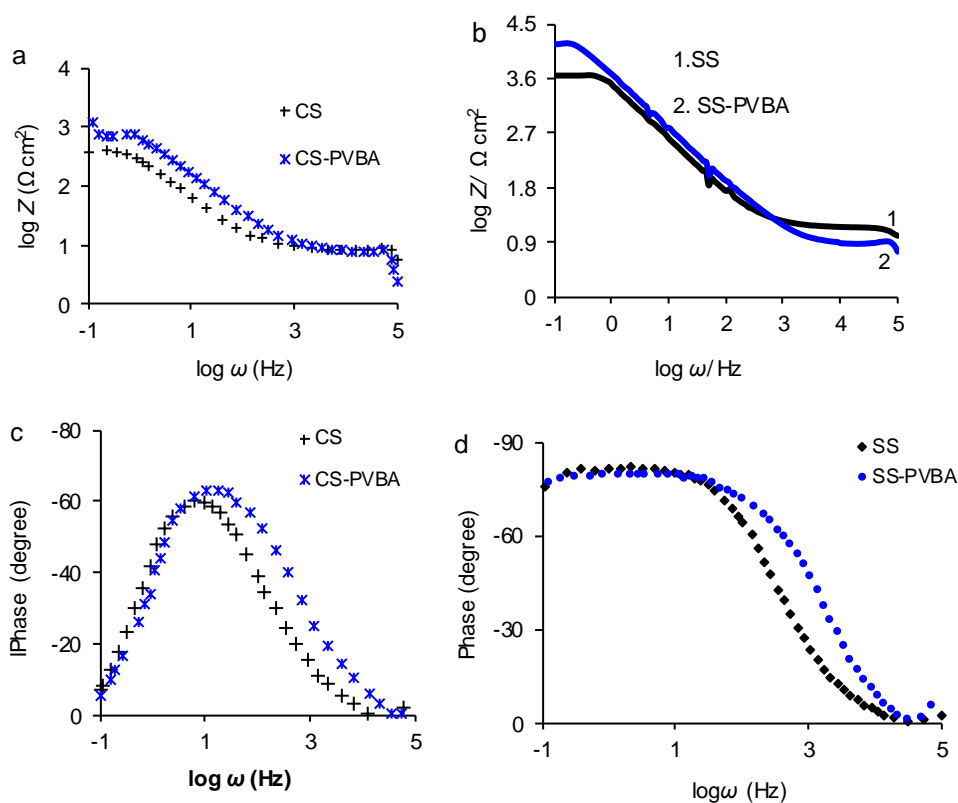 a
4
3
2
1
0
-1
1
3
5
log Z (Ω cm2)
log ω (Hz)
CS
CS-PVBA
b
4.5
3.6
2.7
1.8
0.9
0
-1
0
1
2
3
4
5
log Z/ Ω cm2
log ω/ Hz
1.SS
2. SS-PVBA
1
2
c
-80
-60
-40
-20
0
-1
1
3
5
lPhase (degree)
log ω (Hz)
CS
CS-PVBA
d
-90
-60
-30
0
-1
1
3
5
Phase (degree)
logω (Hz)
SS
SS-PVBA